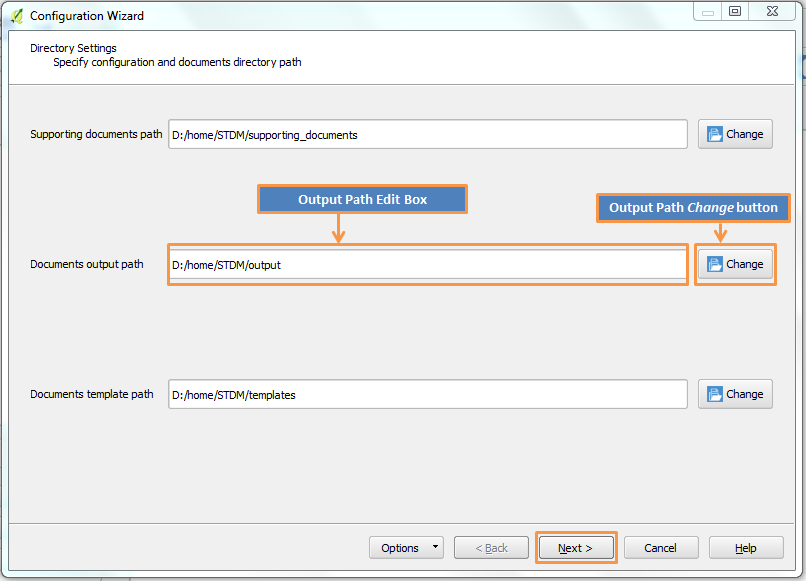 Configuration Wizard
Directory Settings
Specify configuration and documents directory path
Supporting documents path D:/home/STDM/supporting_documents Change
Output Path Edit Box
Output Path Change button
Documents output path D:/home/STDM/output Change
Documents template path D:/home/STDM/templates Change
Options < Back Next > Cancel Help